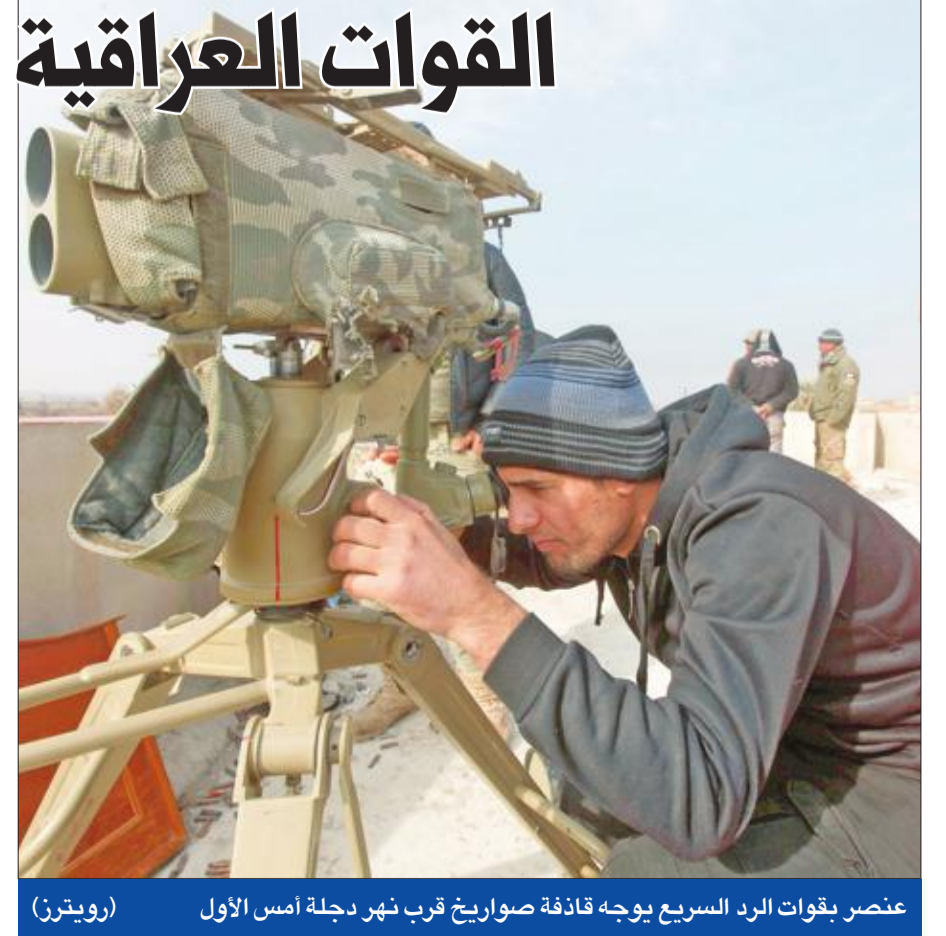 القوات العراقية
عنصر بقوات الرد السريع يوجه قاذفة صواريخ قرب نهر دجلة أمس الأول (رويترز)